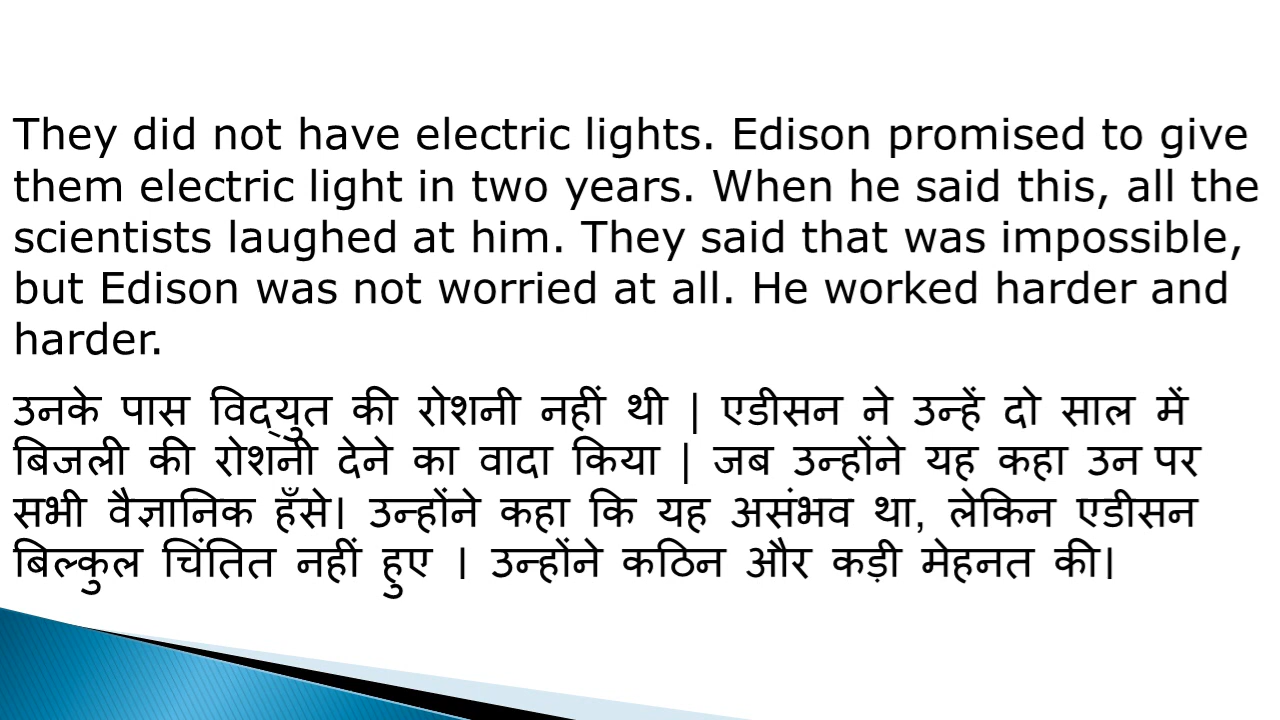 They did not have electric lights. Edison promised to give
them electric light in two years. When he said this, all the
scientists laughed at him. They said that was impossible,
but Edison was not worried at all. He worked harder and
harder.
उनके पास विद्युत की रोशनी नहीं थी | एडीसन ने उन्हें दो साल में
बिजली की रोशनी देने का वादा किया | जब उन्होंने यह कहा उन पर
सभी वैज्ञानिक हँसे। उन्होंने कहा कि यह असंभव था, लेकिन एडीसन
बिल्कुल चिंतित नहीं हुए । उन्होंने कठिन और कड़ी मेहनत की।